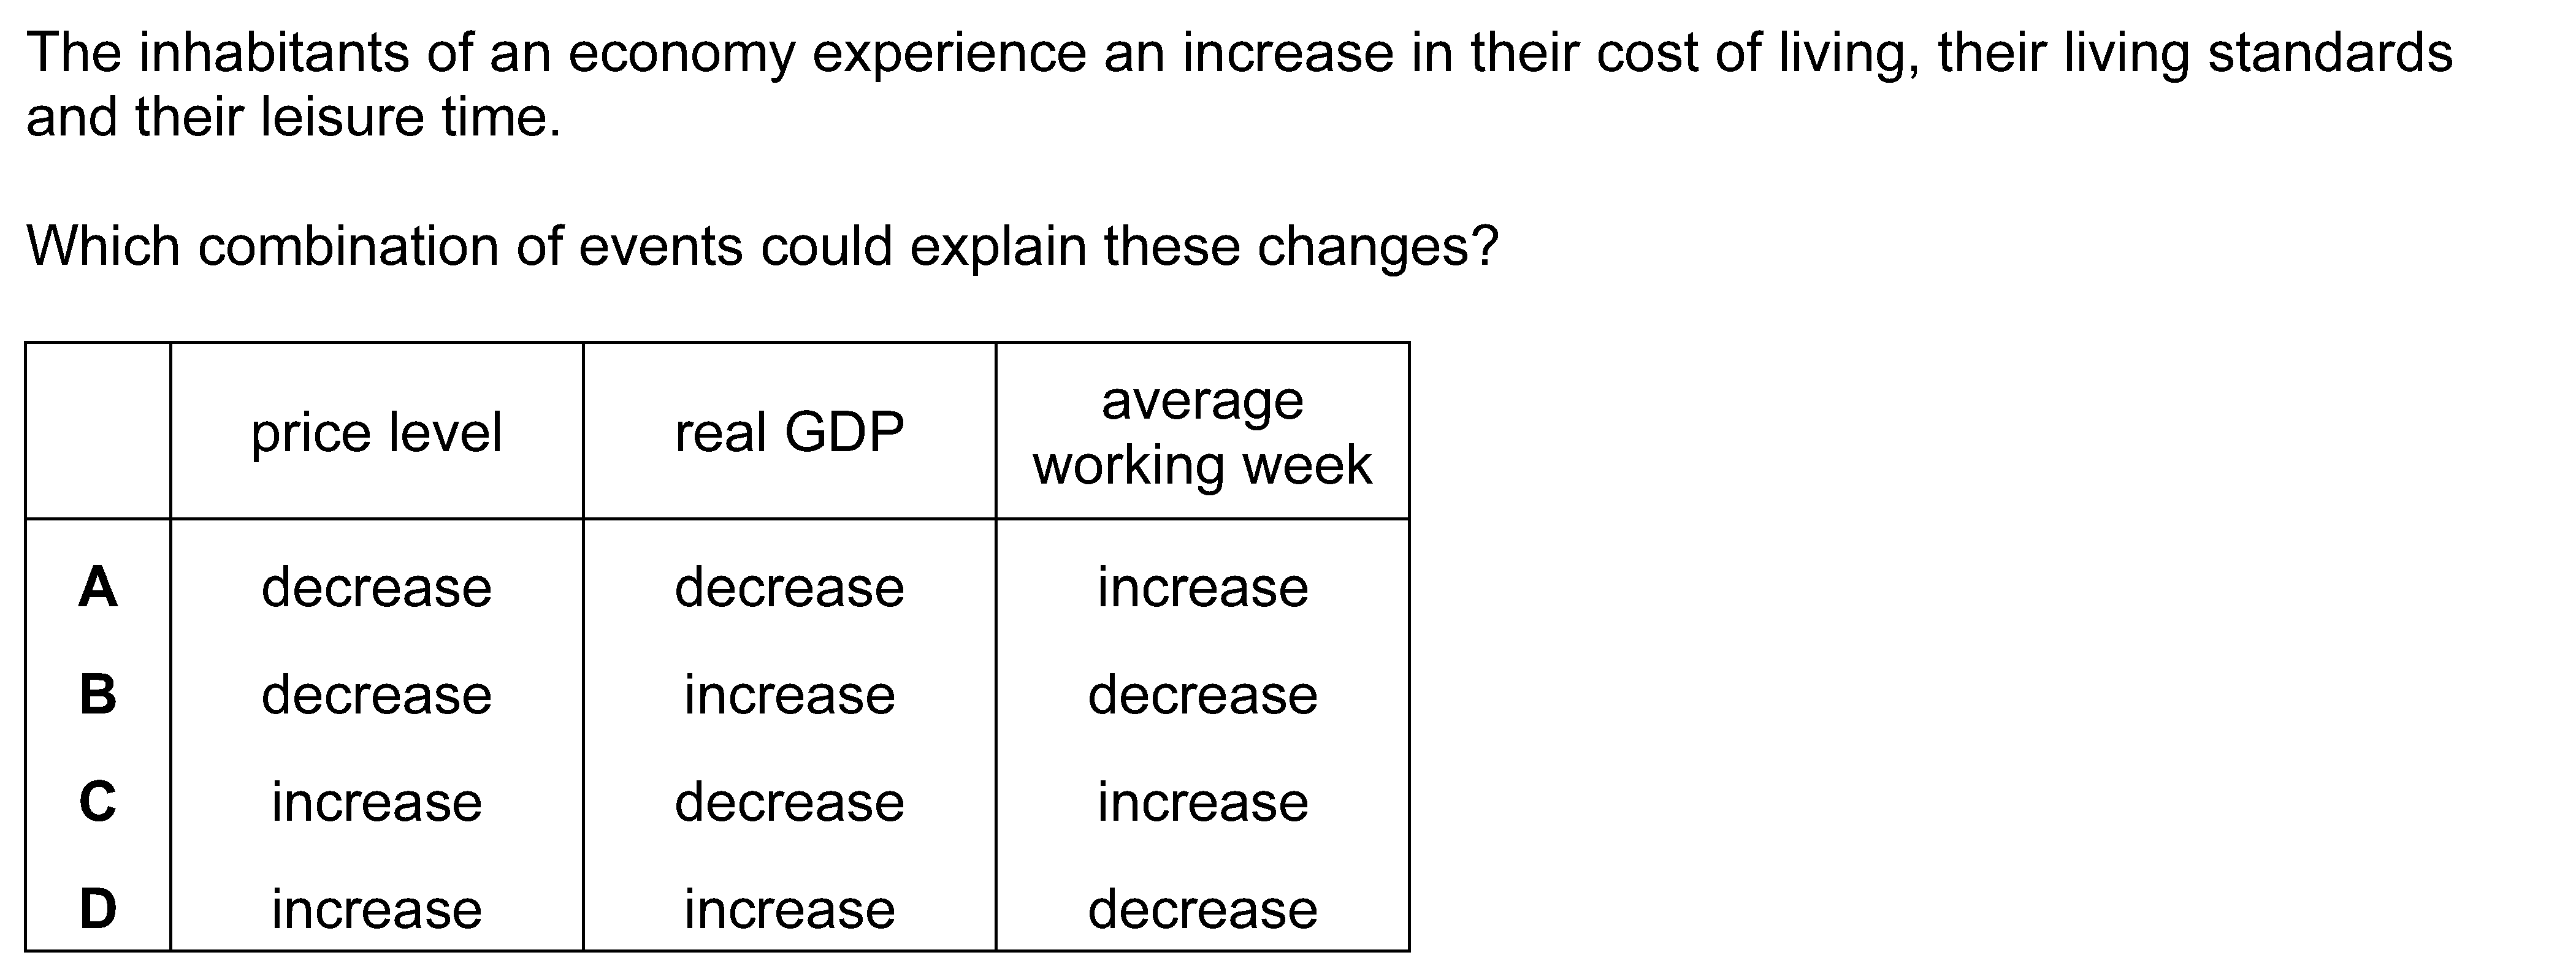 The inhabitants of an economy experience an increase in their cost of living, their living standards
and their leisure time.
Which combination of events could explain these changes?
price level real GDP average working week
A decrease decrease increase
B decrease increase decrease
C increase decrease increase
D increase increase decrease